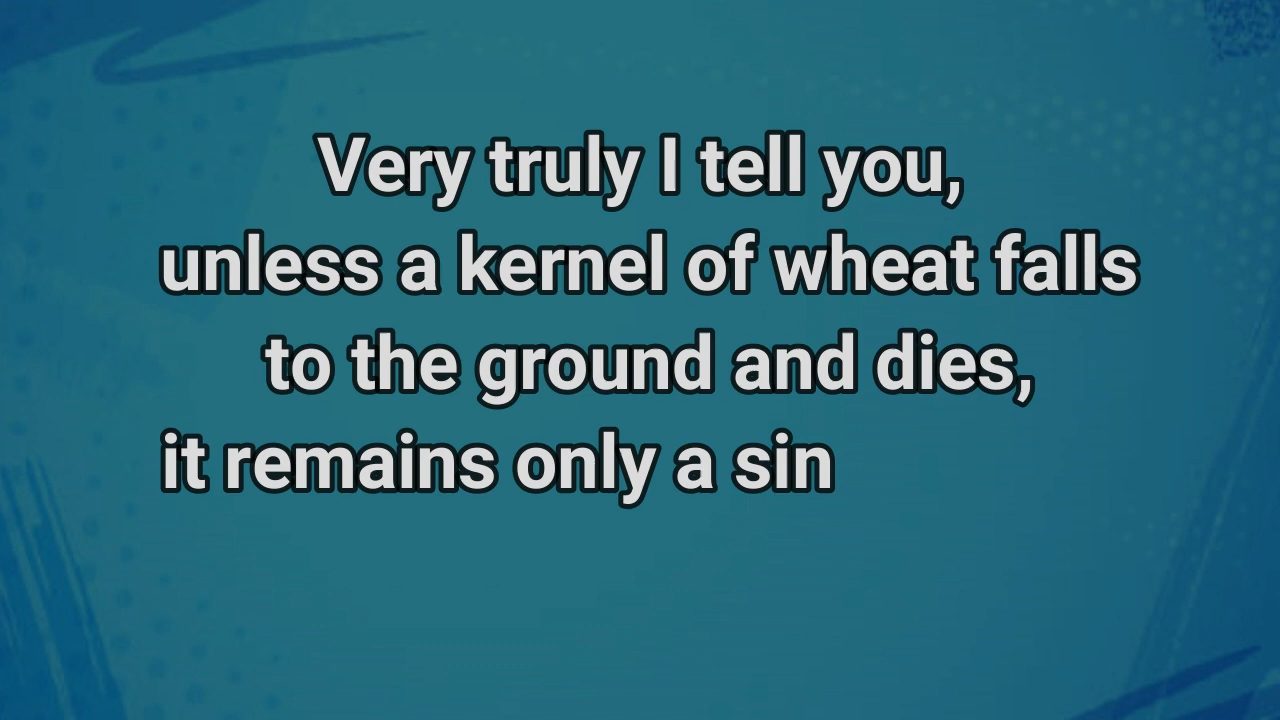 Very truly I tell you,
unless a kernel of wheat falls
to the ground and dies,
it remains only a sin